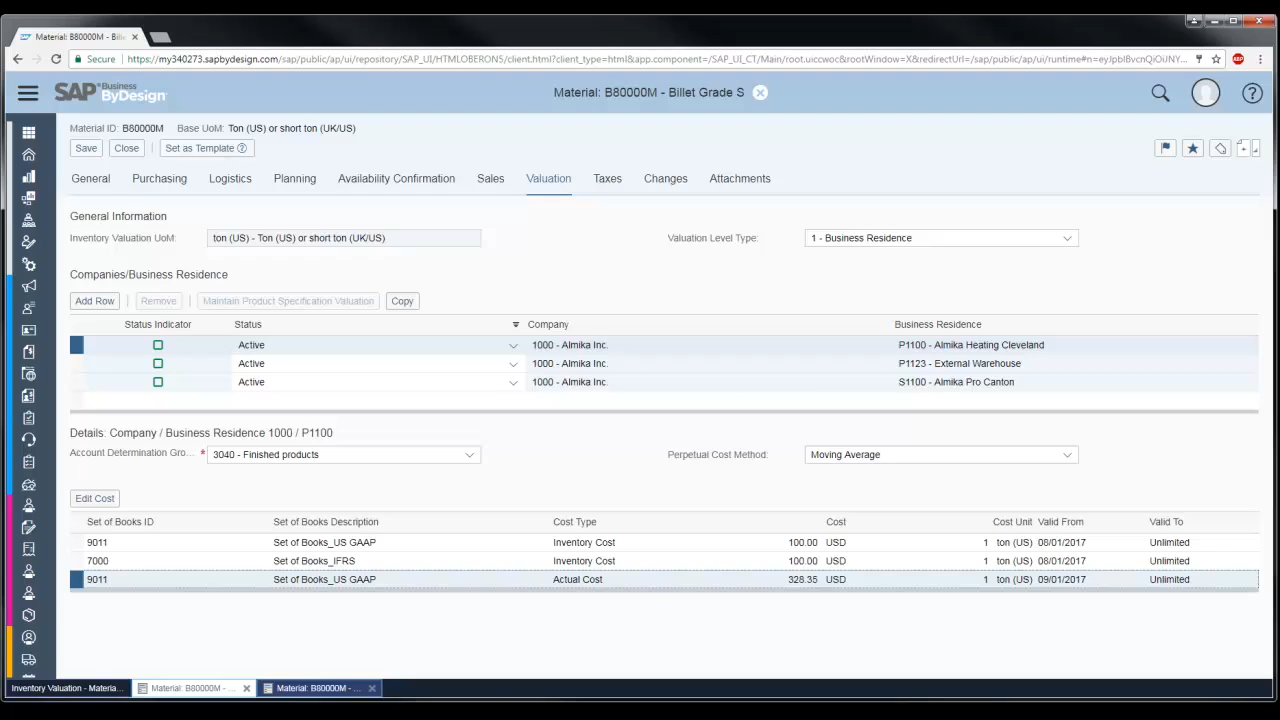 Material: B80000M - Bill
Secure https://my340273.sapbydesign.com/sap/public/ap/ui/repository/SAP_UI/HTMLOBERON5/client.html?client_type=html&app.component=/SAP_UI_CT/Main/root.uiccwoc&rootWindow=X&redirectUrl=/sap/public/ap/ui/runtime#n=eyJpbIBvcnQiOUNY...
SAP Business ByDesign
Material: B80000M - Billet Grade S
Material ID: B80000M Base UoM: Ton (US) or short ton (UK/US)
Save Close Set as Template
General Purchasing Logistics Planning Availability Confirmation Sales Valuation Taxes Changes Attachments
General Information
Inventory Valuation UoM: ton (US) - Ton (US) or short ton (UK/US) Valuation Level Type: 1 - Business Residence
Companies/Business Residence
Add Row Remove Maintain Product Specification Valuation Copy
Status Indicator Status Company Business Residence
Active 1000 - Almika Inc. P1100 - Almika Heating Cleveland
Active 1000 - Almika Inc. P1123 - External Warehouse
Active 1000 - Almika Inc. S1100 - Almika Pro Canton
Details: Company / Business Residence 1000 / P1100
Account Determination Gro... * 3040 - Finished products Perpetual Cost Method: Moving Average
Edit Cost
Set of Books ID Set of Books Description Cost Type Cost Cost Unit Valid From Valid To
9011 Set of Books_US GAAP Inventory Cost 100.00 USD 1 ton (US) 08/01/2017 Unlimited
7000 Set of Books_IFRS Inventory Cost 100.00 USD 1 ton (US) 08/01/2017 Unlimited
9011 Set of Books_US GAAP Actual Cost 328.35 USD 1 ton (US) 09/01/2017 Unlimited
Inventory Valuation - Materia... Material: B80000M - ... Material: B80000M - ...